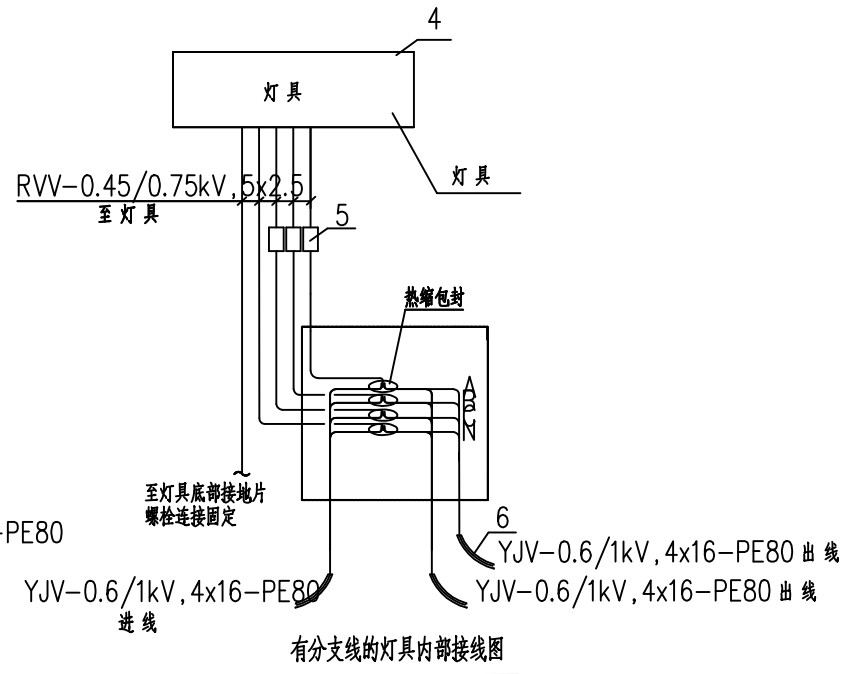 4
灯具
灯具
RVV-0.45/0.75kV,5x2.5
至灯具
5
热缩包封
A
B
C
N
至灯具底部接地片
螺栓连接固定
-PE80
6
YJV-0.6/1kV,4x16-PE80 出线
YJV-0.6/1kV,4x16-PE80
进线
YJV-0.6/1kV,4x16-PE80 出线
有分支线的灯具内部接线图